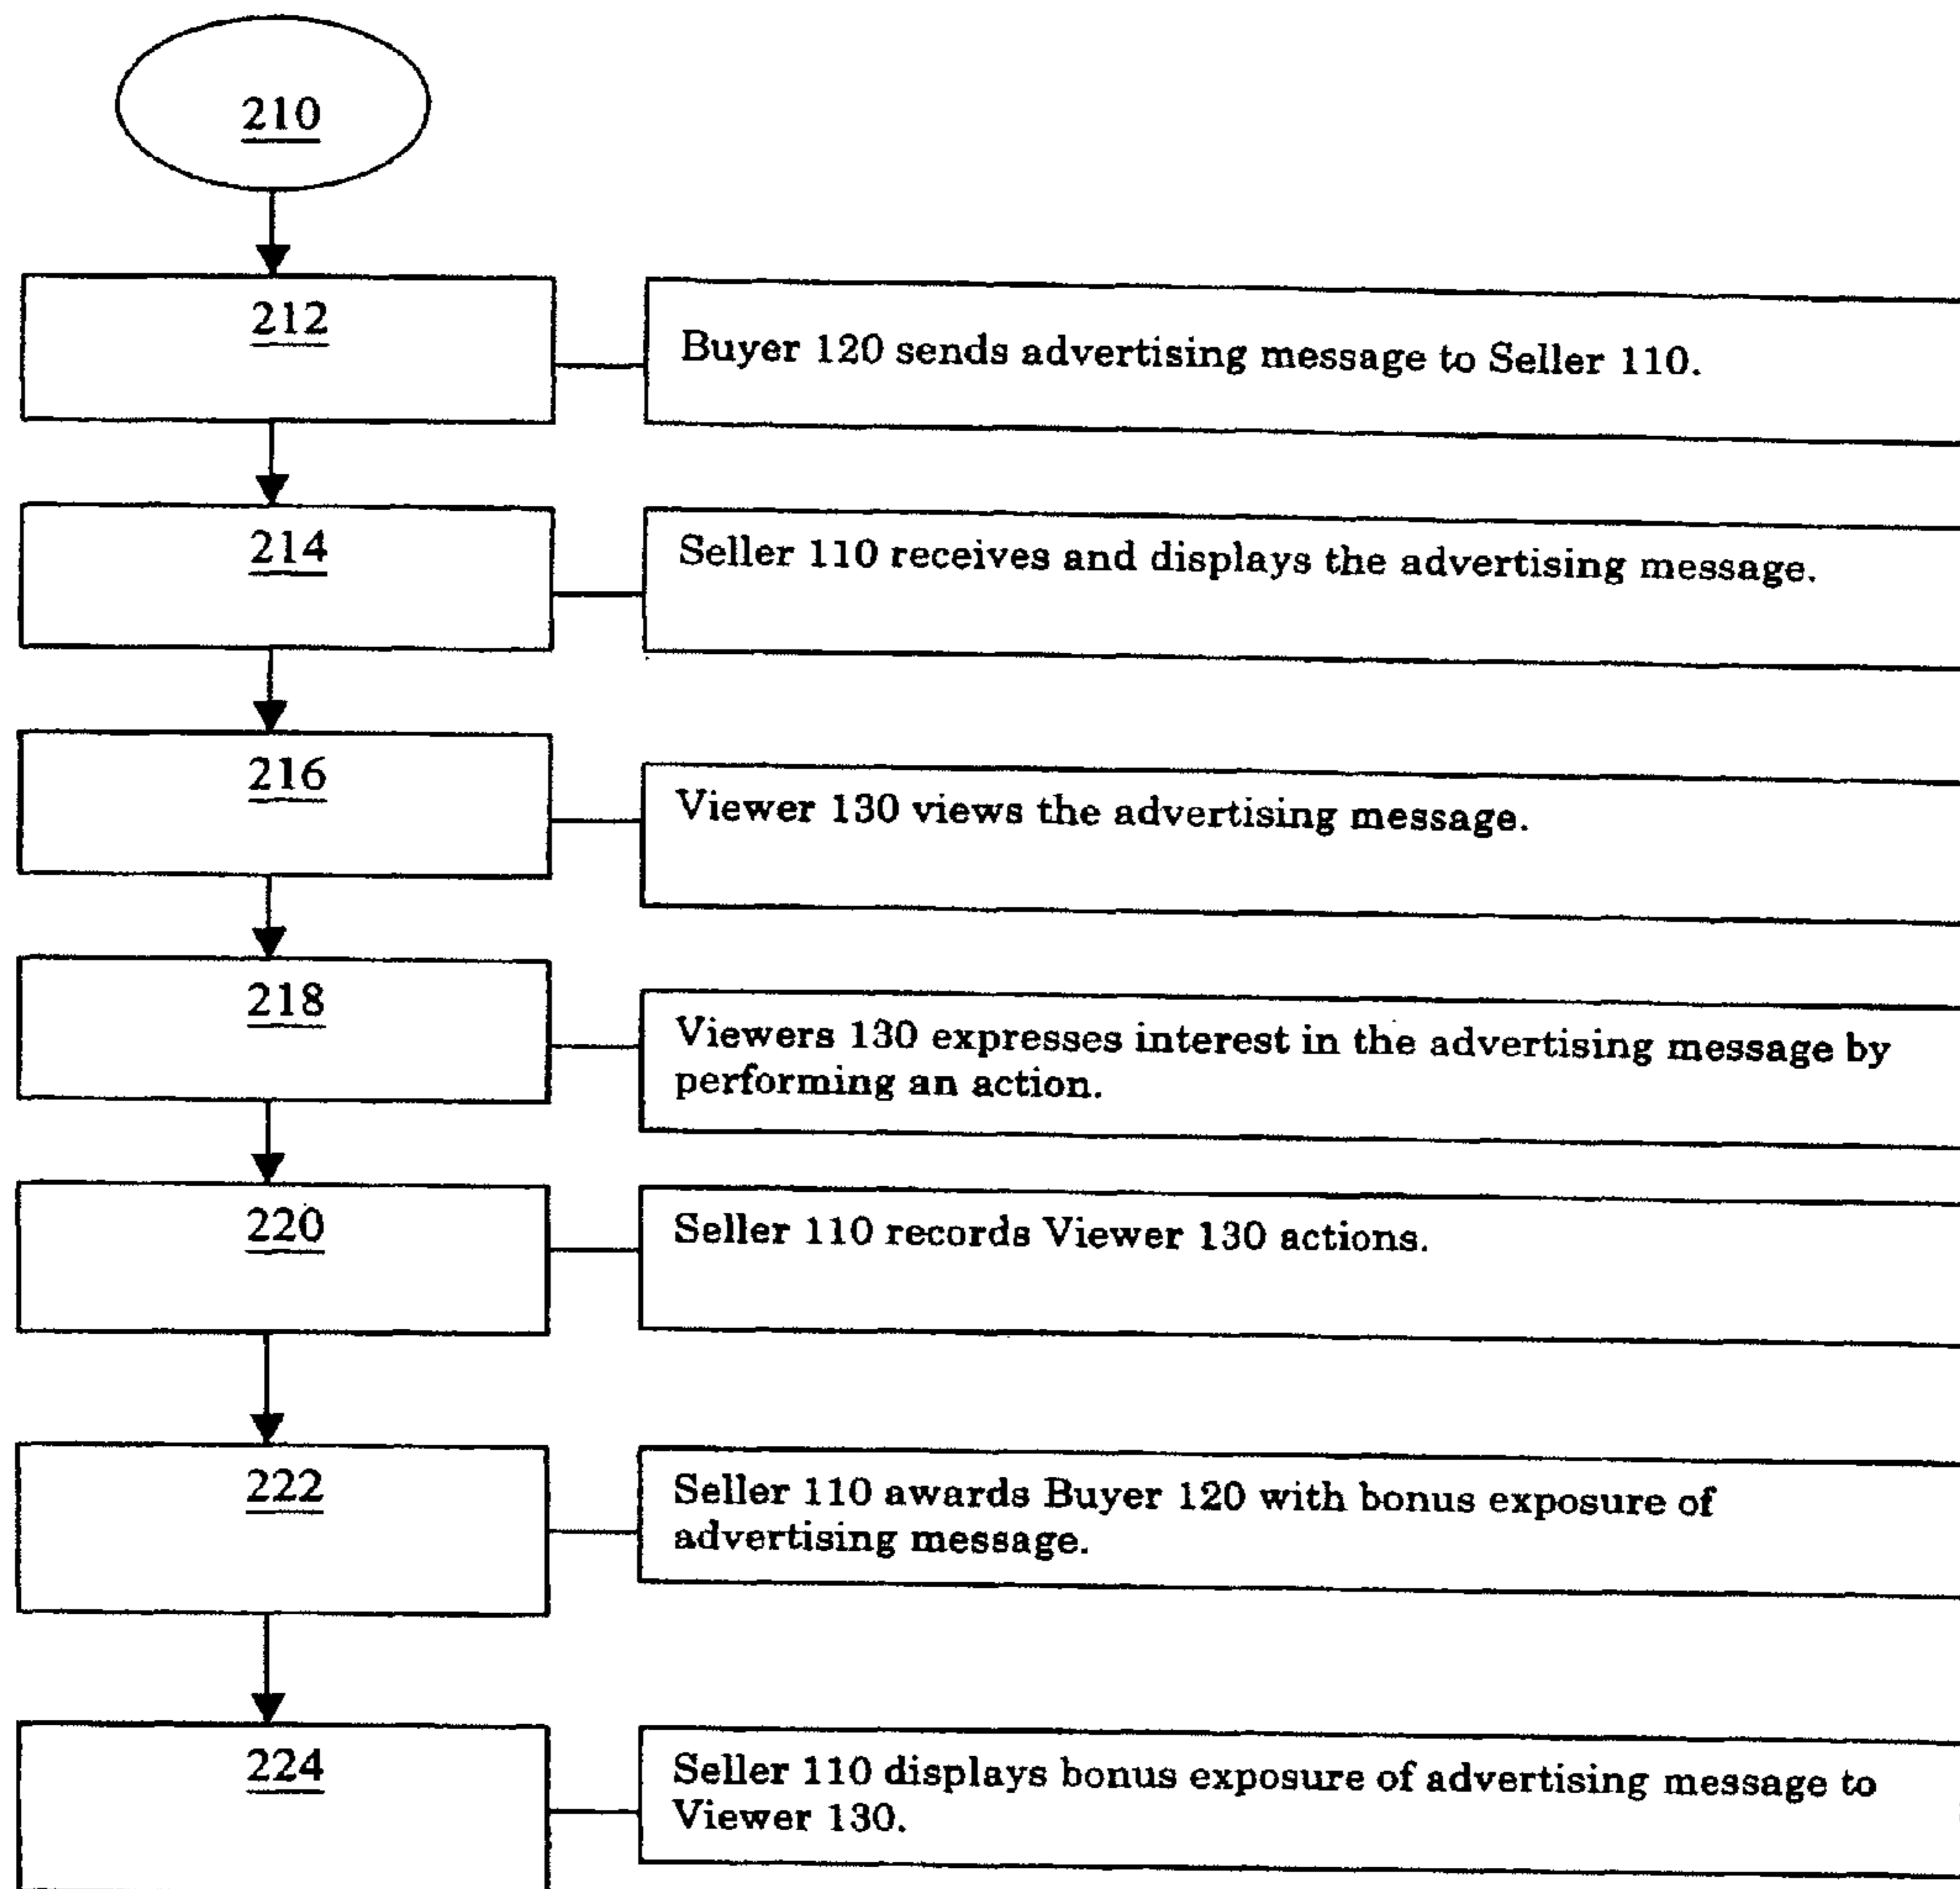 210
212
Buyer 120 sends advertising message to Seller 110.
214
Seller 110 receives and displays the advertising message.
216
Viewer 130 views the advertising message.
218
Viewers 130 expresses interest in the advertising message by
performing an action.
220
Seller 110 records Viewer 130 actions.
222
Seller 110 awards Buyer 120 with bonus exposure of
advertising message.
224
Seller 110 displays bonus exposure of advertising message to
Viewer 130.